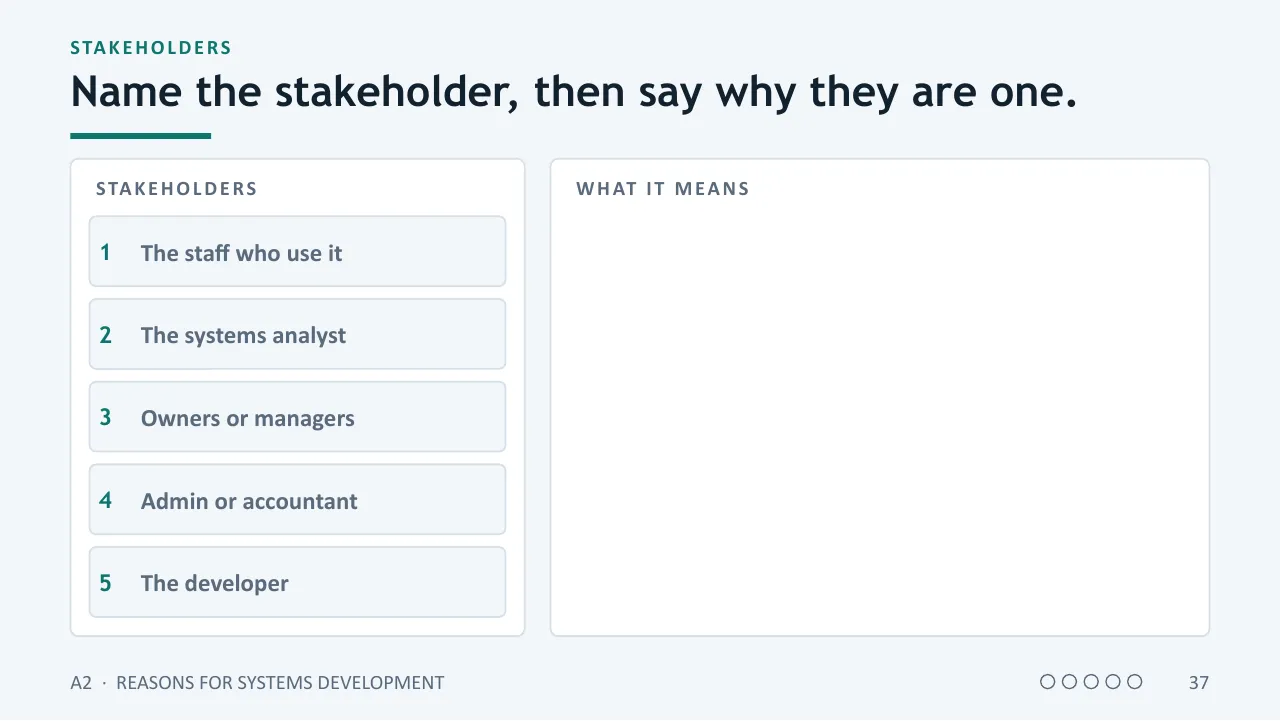 STAKEHOLDERS
Name the stakeholder, then say why they are one.
STAKEHOLDERS
1 The staff who use it
2 The systems analyst
3 Owners or managers
4 Admin or accountant
5 The developer
WHAT IT MEANS
A2 · REASONS FOR SYSTEMS DEVELOPMENT
37